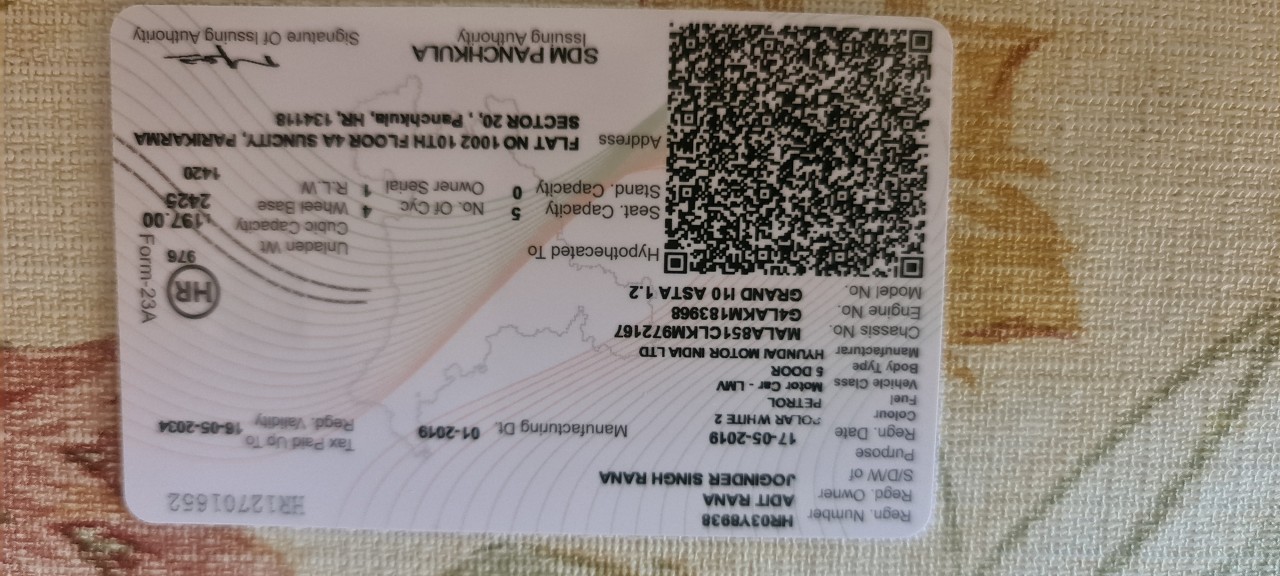 HR12701652
Regn. Number HR03Y8938
Regd. Owner ADIT RANA
S/D/W of JOGINDER SINGH RANA
Purpose
Regn. Date 17-05-2019 Manufacturing Dt. 01-2019 Tax Paid Up To
Colour POLAR WHITE 2 Regd. Validity 16-05-2034
Fuel PETROL
Vehicle Class Motor Car - LMV
Body Type 5 DOOR
Manufacturar HYUNDAI MOTOR INDIA LTD
Chassis No. MALA851CLKM972167
Engine No. G4LAKM183968
Model No. GRAND I10 ASTA 1.2
HR
Form-23A
Hypothecated To
Unladen Wt 976
Cubic Capacity 1,197.00
Seat. Capacity 5 No. Of Cyc 4 Wheel Base 2425
Stand. Capacity 0 Owner Serial 1 R.L.W 1420
Address FLAT NO 1002 10TH FLOOR 4A SUNCITY, PARIKARMA
SECTOR 20, , Panchkula, HR, 134118
SDM PANCHKULA
Issuing Authority Signature Of Issuing Authority